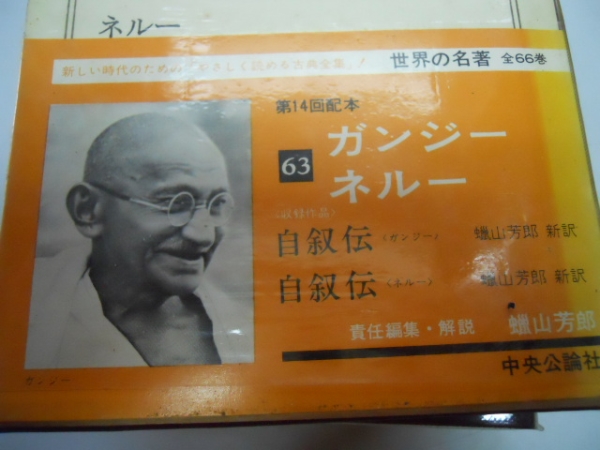 ネルー
新しい時代のための やさしく読める古典全集!
世界の名著 全66巻
第14回配本
63 ガンジー
ネルー
〈収録作品〉
自叙伝〈ガンジー〉 蝋山芳郎 新訳
自叙伝〈ネルー〉 蝋山芳郎 新訳
責任編集・解説 蝋山芳郎
中央公論社
ガンジー